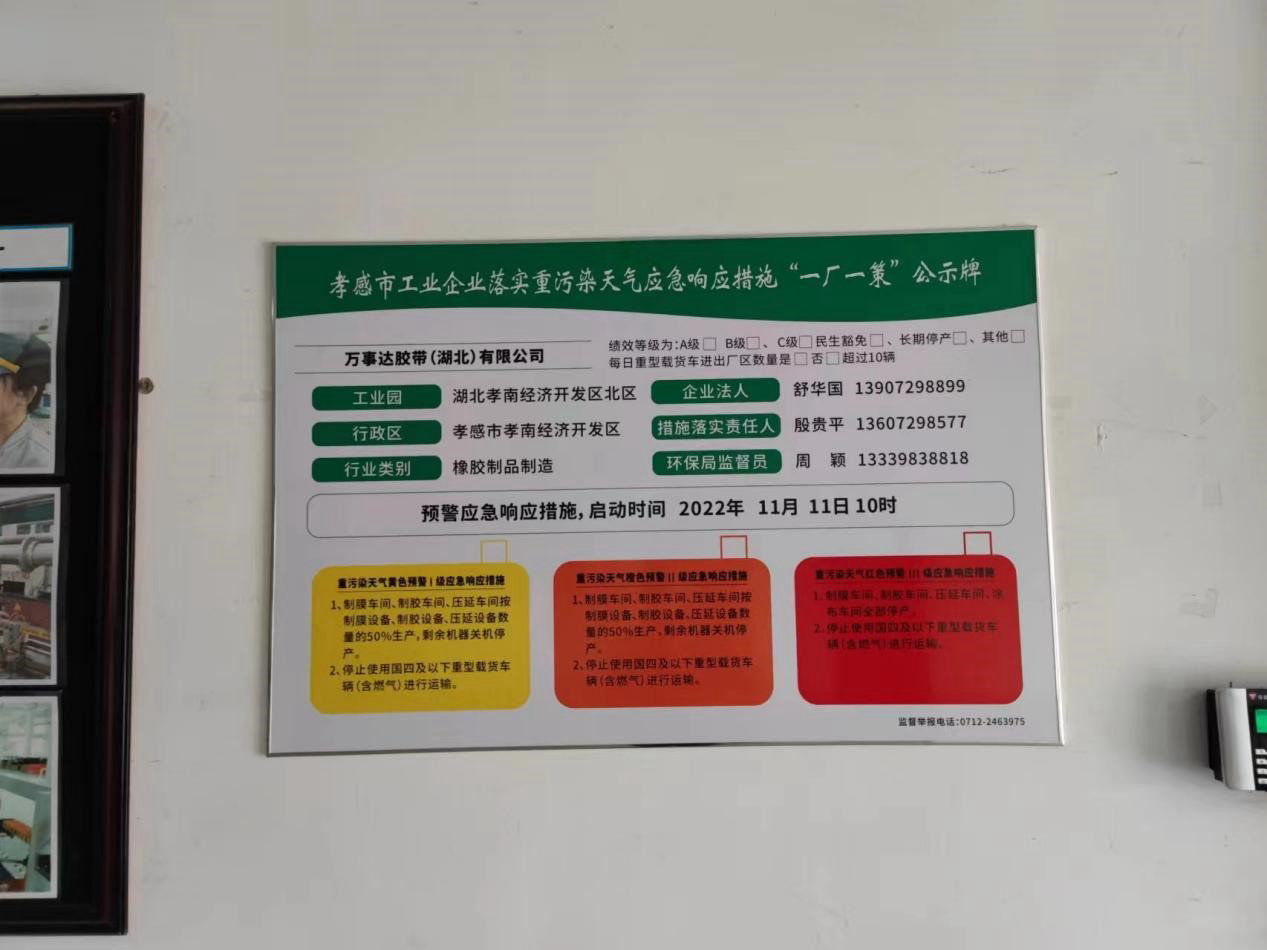 孝感市工业企业落实重污染天气应急响应措施“一厂一策”公示牌
万事达胶带(湖北)有限公司
绩效等级为:A级□ B级□、C级□民生豁免□、长期停产□、其他□
每日重型载货车进出厂区数量是□否□超过10辆
工业园 湖北孝南经济开发区北区
企业法人 舒华国 13907298899
行政区 孝感市孝南经济开发区
措施落实责任人 殷贵平 13607298577
行业类别 橡胶制品制造
环保局监督员 周 颖 13339838818
预警应急响应措施,启动时间 2022年 11月 11日 10时
重污染天气黄色预警 I 级应急响应措施
1、制膜车间、制胶车间、压延车间按
制膜设备、制胶设备、压延设备数
量的50%生产,剩余机器关机停
产。
2、停止使用国四及以下重型载货车
辆(含燃气)进行运输。
重污染天气橙色预警 II 级应急响应措施
1、制膜车间、制胶车间、压延车间按
制膜设备、制胶设备、压延设备数
量的50%生产,剩余机器关机停
产。
2、停止使用国四及以下重型载货车
辆(含燃气)进行运输。
重污染天气红色预警 III 级应急响应措施
1、制膜车间、制胶车间、压延车间、涂
布车间全部停产。
2、停止使用国四及以下重型载货车
辆(含燃气)进行运输。
监督举报电话:0712-2463975